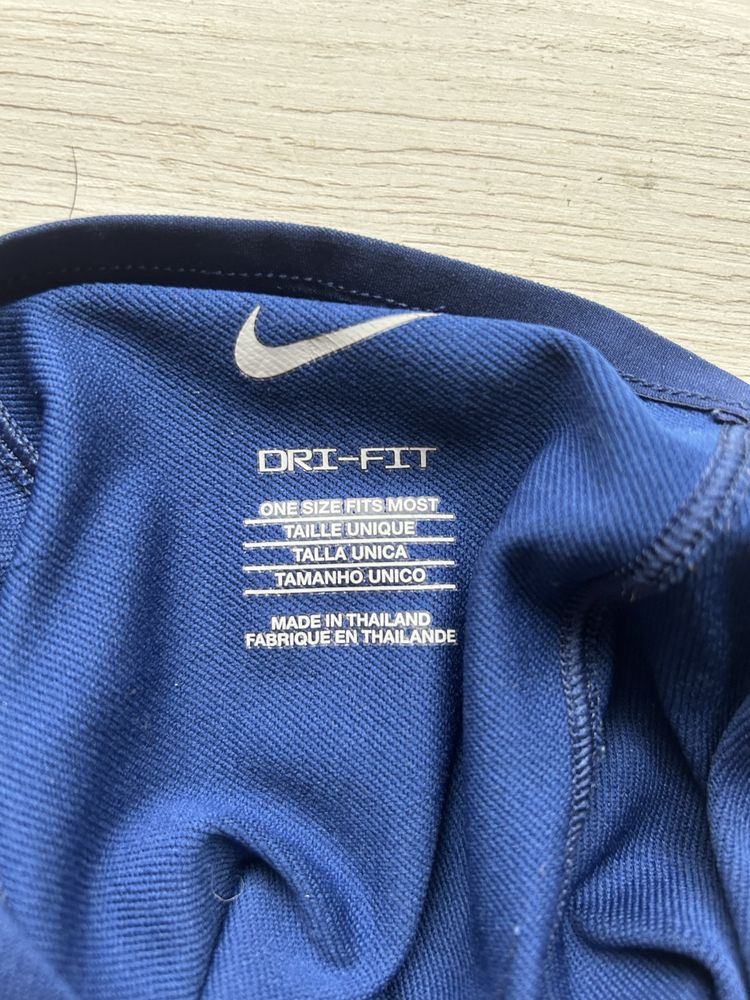 DRI-FIT
ONE SIZE FITS MOST
TAILLE UNIQUE
TALLA UNICA
TAMANHO UNICO
MADE IN THAILAND
FABRIQUE EN THAILANDE